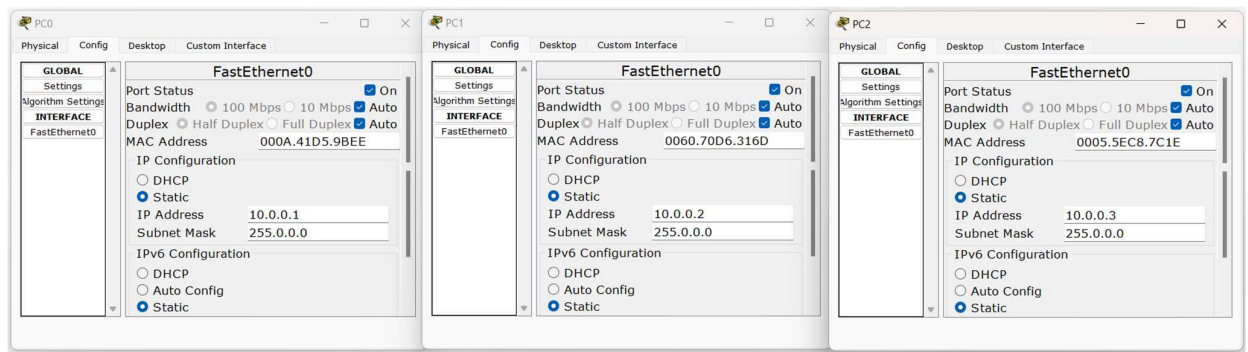 PC0
Physical Config Desktop Custom Interface
GLOBAL
Settings
Algorithm Settings
INTERFACE
FastEthernet0
FastEthernet0
Port Status On
Bandwidth 100 Mbps 10 Mbps Auto
Duplex Half Duplex Full Duplex Auto
MAC Address 000A.41D5.9BEE
IP Configuration
DHCP
Static
IP Address 10.0.0.1
Subnet Mask 255.0.0.0
IPv6 Configuration
DHCP
Auto Config
Static
PC1
Physical Config Desktop Custom Interface
GLOBAL
Settings
Algorithm Settings
INTERFACE
FastEthernet0
FastEthernet0
Port Status On
Bandwidth 100 Mbps 10 Mbps Auto
Duplex Half Duplex Full Duplex Auto
MAC Address 0060.70D6.316D
IP Configuration
DHCP
Static
IP Address 10.0.0.2
Subnet Mask 255.0.0.0
IPv6 Configuration
DHCP
Auto Config
Static
PC2
Physical Config Desktop Custom Interface
GLOBAL
Settings
Algorithm Settings
INTERFACE
FastEthernet0
FastEthernet0
Port Status On
Bandwidth 100 Mbps 10 Mbps Auto
Duplex Half Duplex Full Duplex Auto
MAC Address 0005.5EC8.7C1E
IP Configuration
DHCP
Static
IP Address 10.0.0.3
Subnet Mask 255.0.0.0
IPv6 Configuration
DHCP
Auto Config
Static